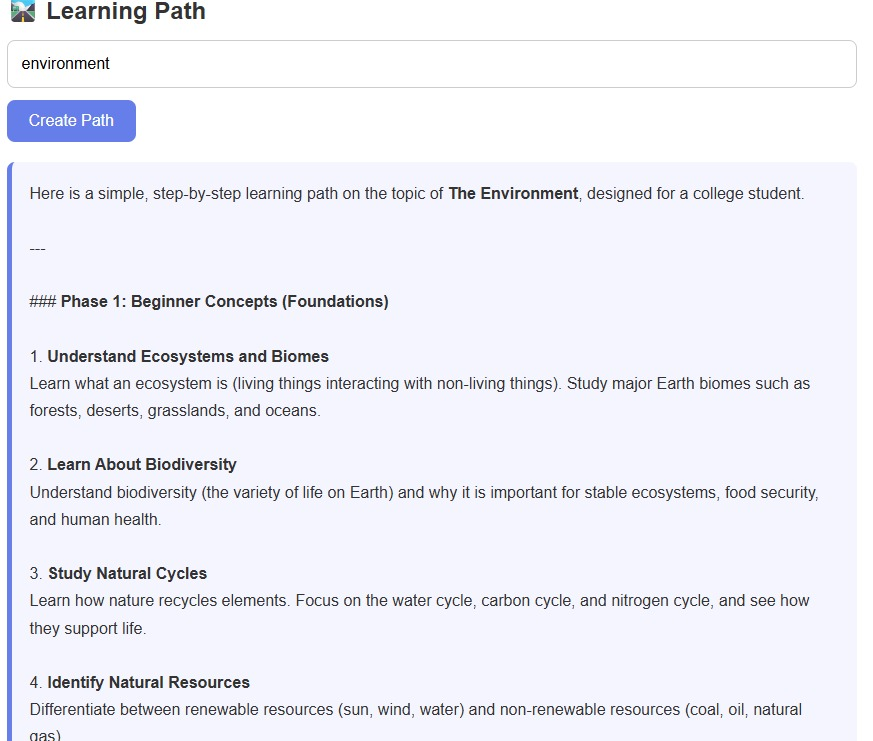 Learning Path
environment
Create Path
Here is a simple, step-by-step learning path on the topic of The Environment, designed for a college student.
---
### Phase 1: Beginner Concepts (Foundations)
1. Understand Ecosystems and Biomes
Learn what an ecosystem is (living things interacting with non-living things). Study major Earth biomes such as
forests, deserts, grasslands, and oceans.
2. Learn About Biodiversity
Understand biodiversity (the variety of life on Earth) and why it is important for stable ecosystems, food security,
and human health.
3. Study Natural Cycles
Learn how nature recycles elements. Focus on the water cycle, carbon cycle, and nitrogen cycle, and see how
they support life.
4. Identify Natural Resources
Differentiate between renewable resources (sun, wind, water) and non-renewable resources (coal, oil, natural
gas)